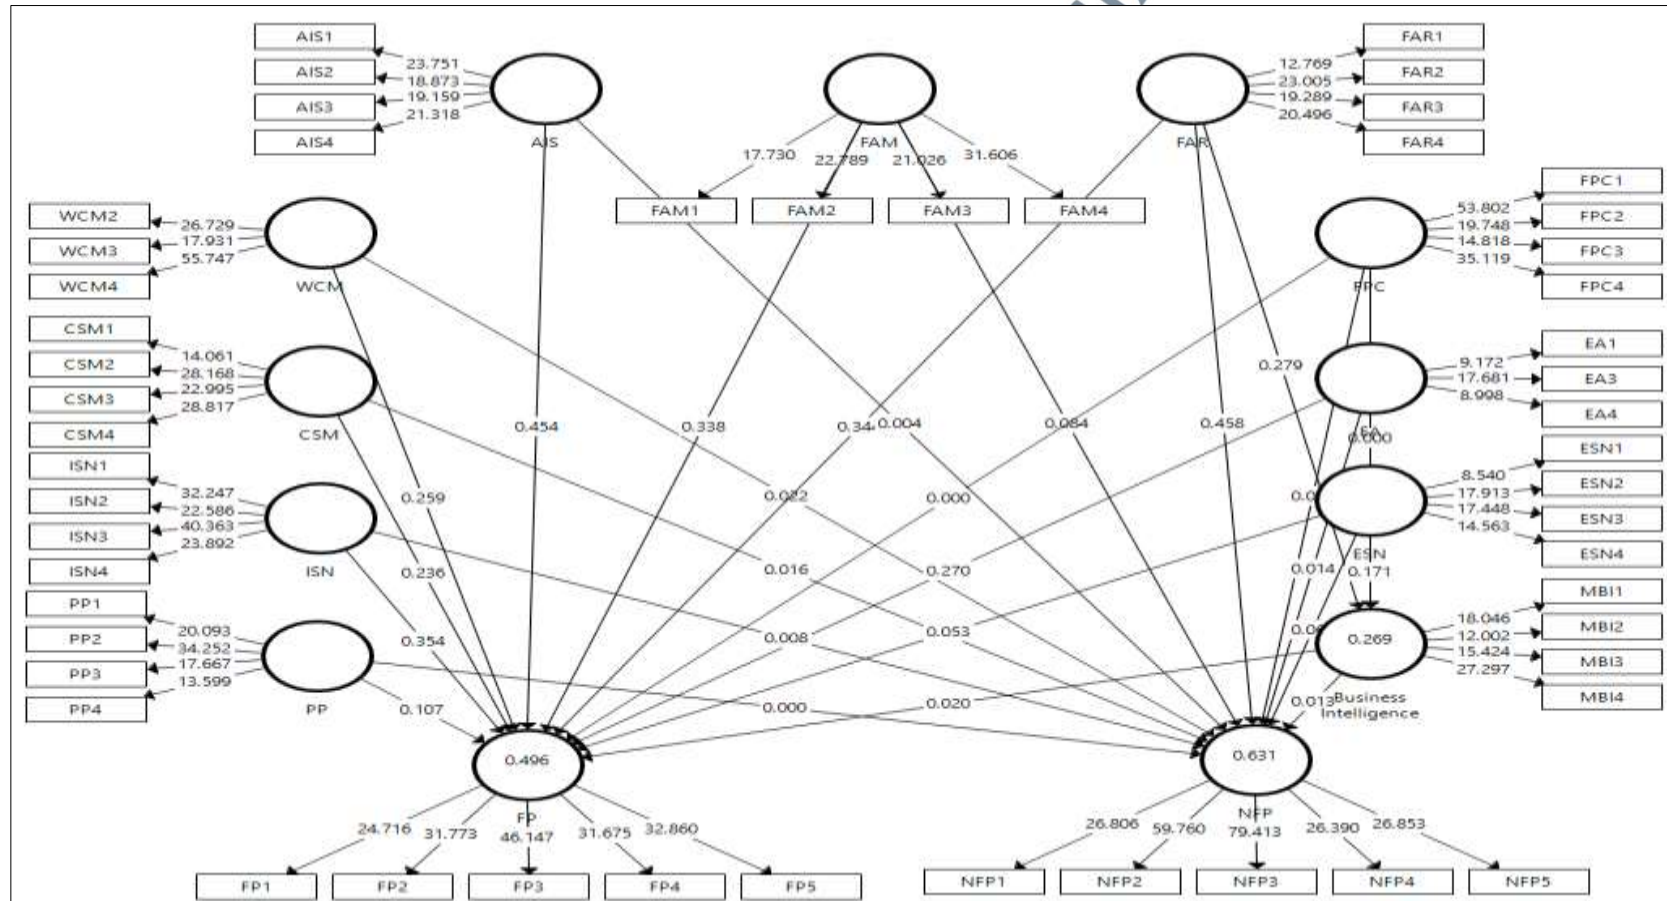 AIS1
AIS2
AIS3
AIS4
23.751
18.873
19.159
21.318
AIS
FAM
17.730
22.789
21.026
31.606
FAM1
FAM2
FAM3
FAM4
FAR
12.769
23.005
19.289
20.496
FAR1
FAR2
FAR3
FAR4
WCM2
WCM3
WCM4
26.729
17.931
55.747
WCM
FPC
53.802
19.748
14.818
35.119
FPC1
FPC2
FPC3
FPC4
CSM1
CSM2
CSM3
CSM4
14.061
28.168
22.995
28.817
CSM
EA
9.172
17.681
8.998
EA1
EA3
EA4
ISN1
ISN2
ISN3
ISN4
32.247
22.586
40.363
23.892
ISN
ESN
8.540
17.913
17.448
14.563
ESN1
ESN2
ESN3
ESN4
PP1
PP2
PP3
PP4
20.093
34.252
17.667
13.599
PP
0.269
Business
Intelligence
18.046
12.002
15.424
27.297
MBI1
MBI2
MBI3
MBI4
0.279
0.454
0.338
0.004
0.084
0.458
0.000
0.259
0.022
0.000
0.236
0.016
0.270
0.014
0.171
0.354
0.008
0.053
0.107
0.000
0.020
0.013
0.496
FP
24.716
31.773
46.147
31.675
32.860
FP1
FP2
FP3
FP4
FP5
0.631
NFP
26.806
59.760
79.413
26.390
26.853
NFP1
NFP2
NFP3
NFP4
NFP5